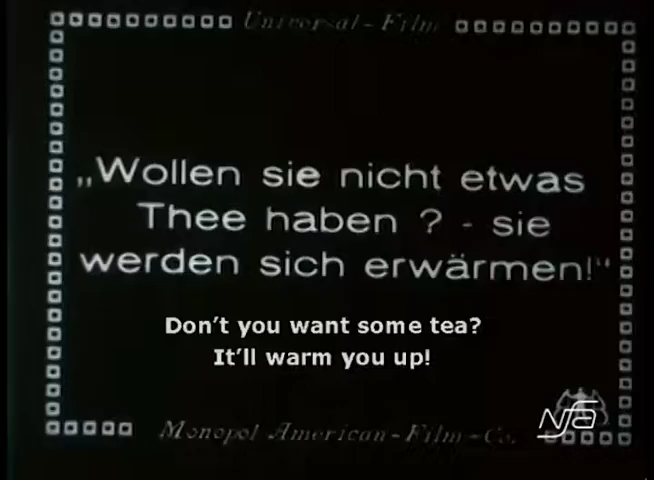 Universal-Film
„Wollen sie nicht etwas
Thee haben ? - sie
werden sich erwärmen!“
Don't you want some tea?
It'll warm you up!
nfa
Monopol American-Film-Co.